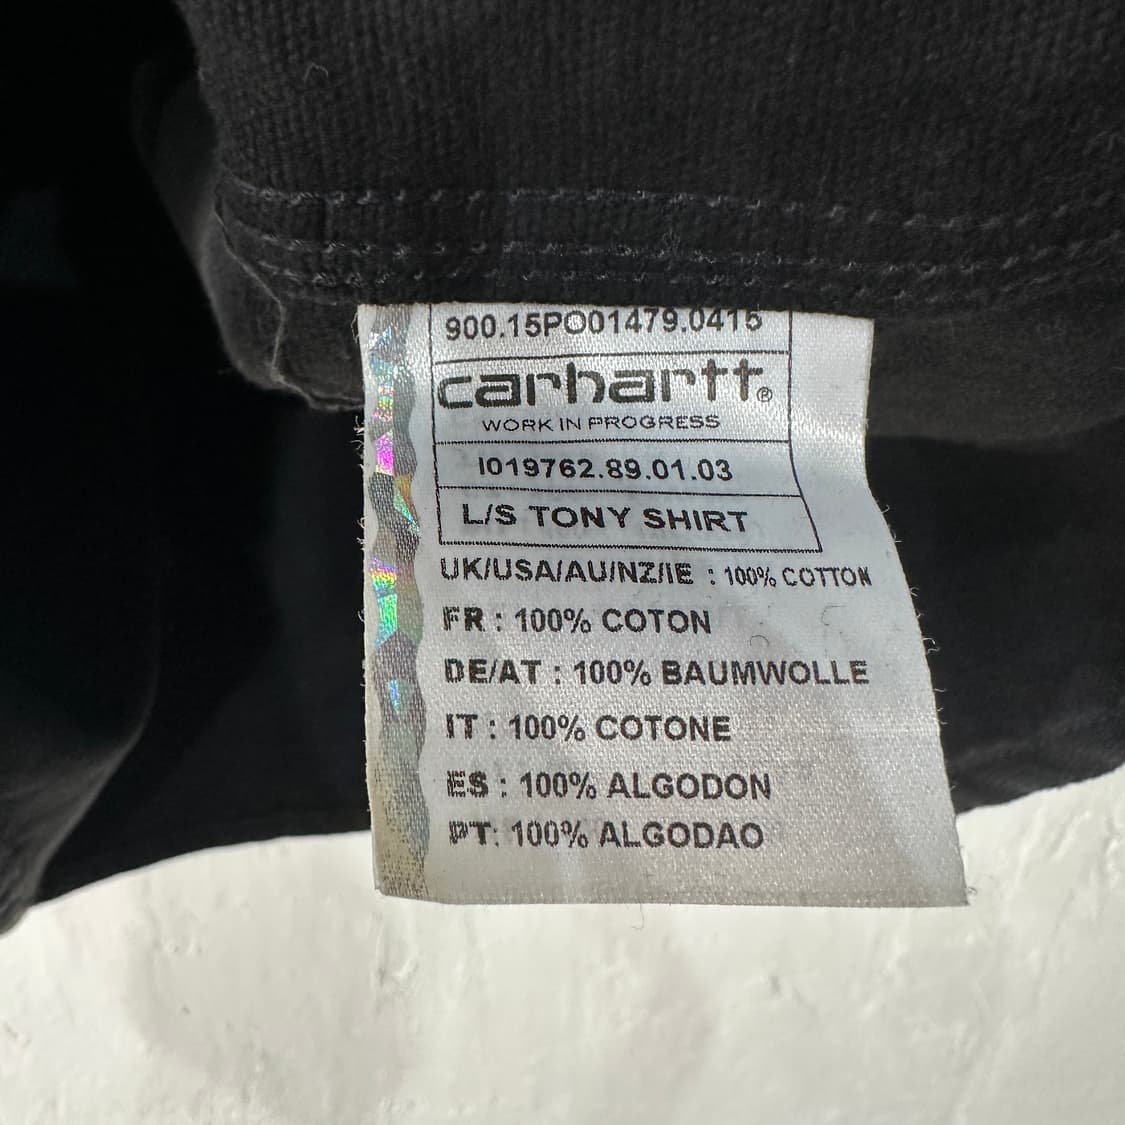 900.15PO01479.0415
carhartt®
WORK IN PROGRESS
I019762.89.01.03
L/S TONY SHIRT
UK/USA/AU/NZ/IE : 100% COTTON
FR : 100% COTON
DE/AT : 100% BAUMWOLLE
IT : 100% COTONE
ES : 100% ALGODON
PT: 100% ALGODAO